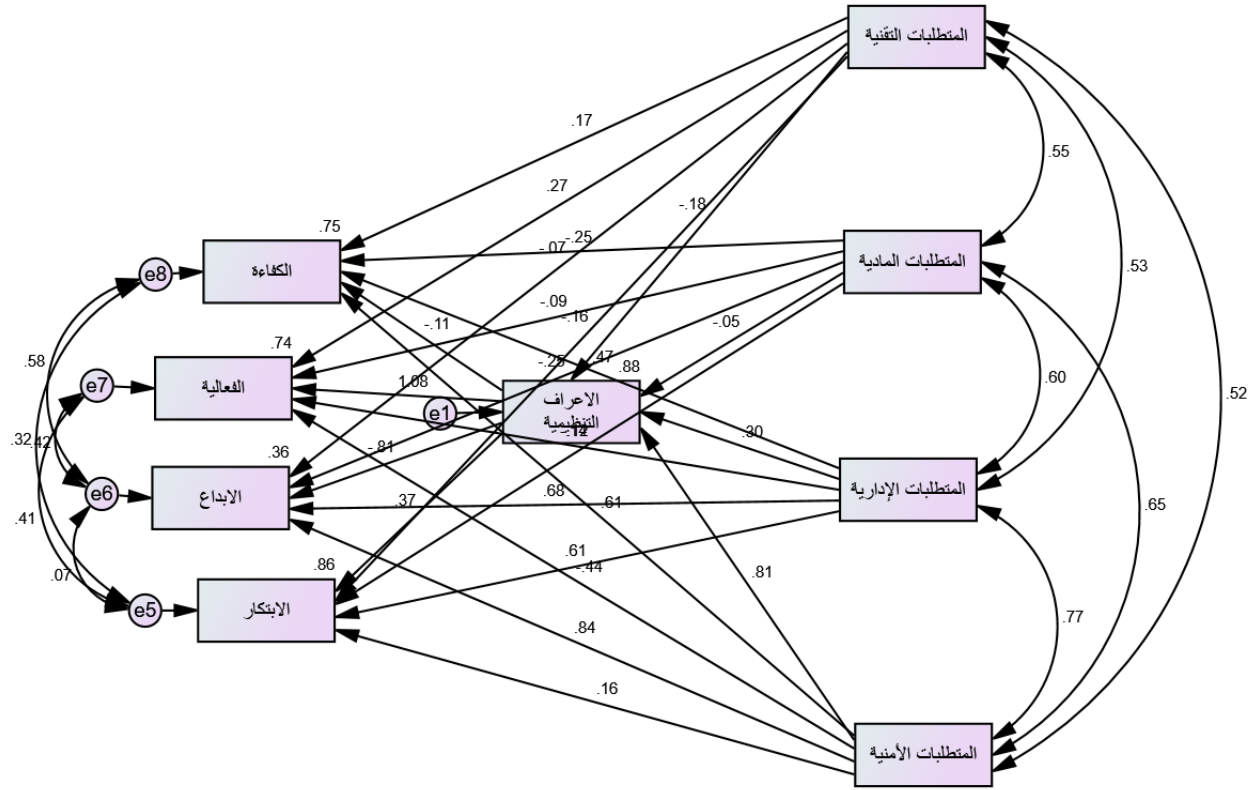 المتطلبات التقنية
.17
.55
.27
-.18
.75
-.25
-.07
الكفاءة
المتطلبات المادية
.53
e8
-.09
-.16
-.11
-.05
.74
.58
-.25
.47
.88
الفعالية
1.08
e7
.60
.52
الاعراف
التنظيمية
e1
.32
.42
-.81
.30
.36
الابداع
e6
.37
.68
.61
المتطلبات الإدارية
.65
.41
.61
-.44
.86
.07
.81
الابتكار
e5
.77
.84
.16
المتطلبات الأمنية